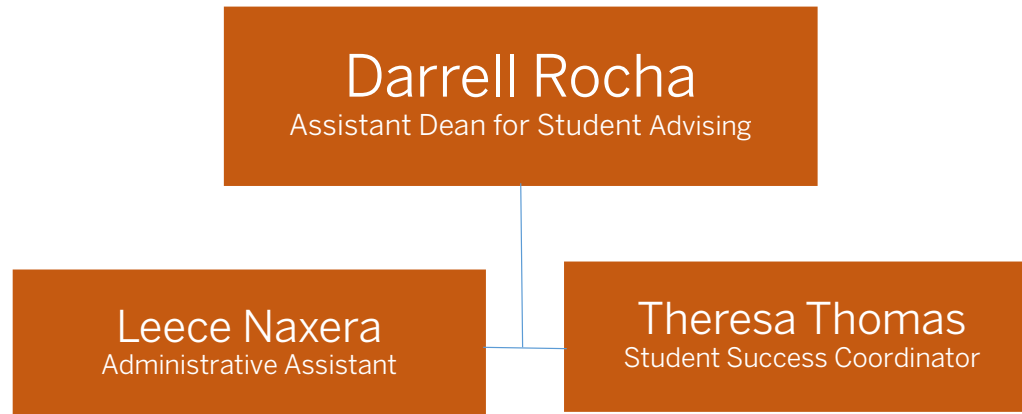 Darrell Rocha
Assistant Dean for Student Advising
Leece Naxera
Administrative Assistant
Theresa Thomas
Student Success Coordinator